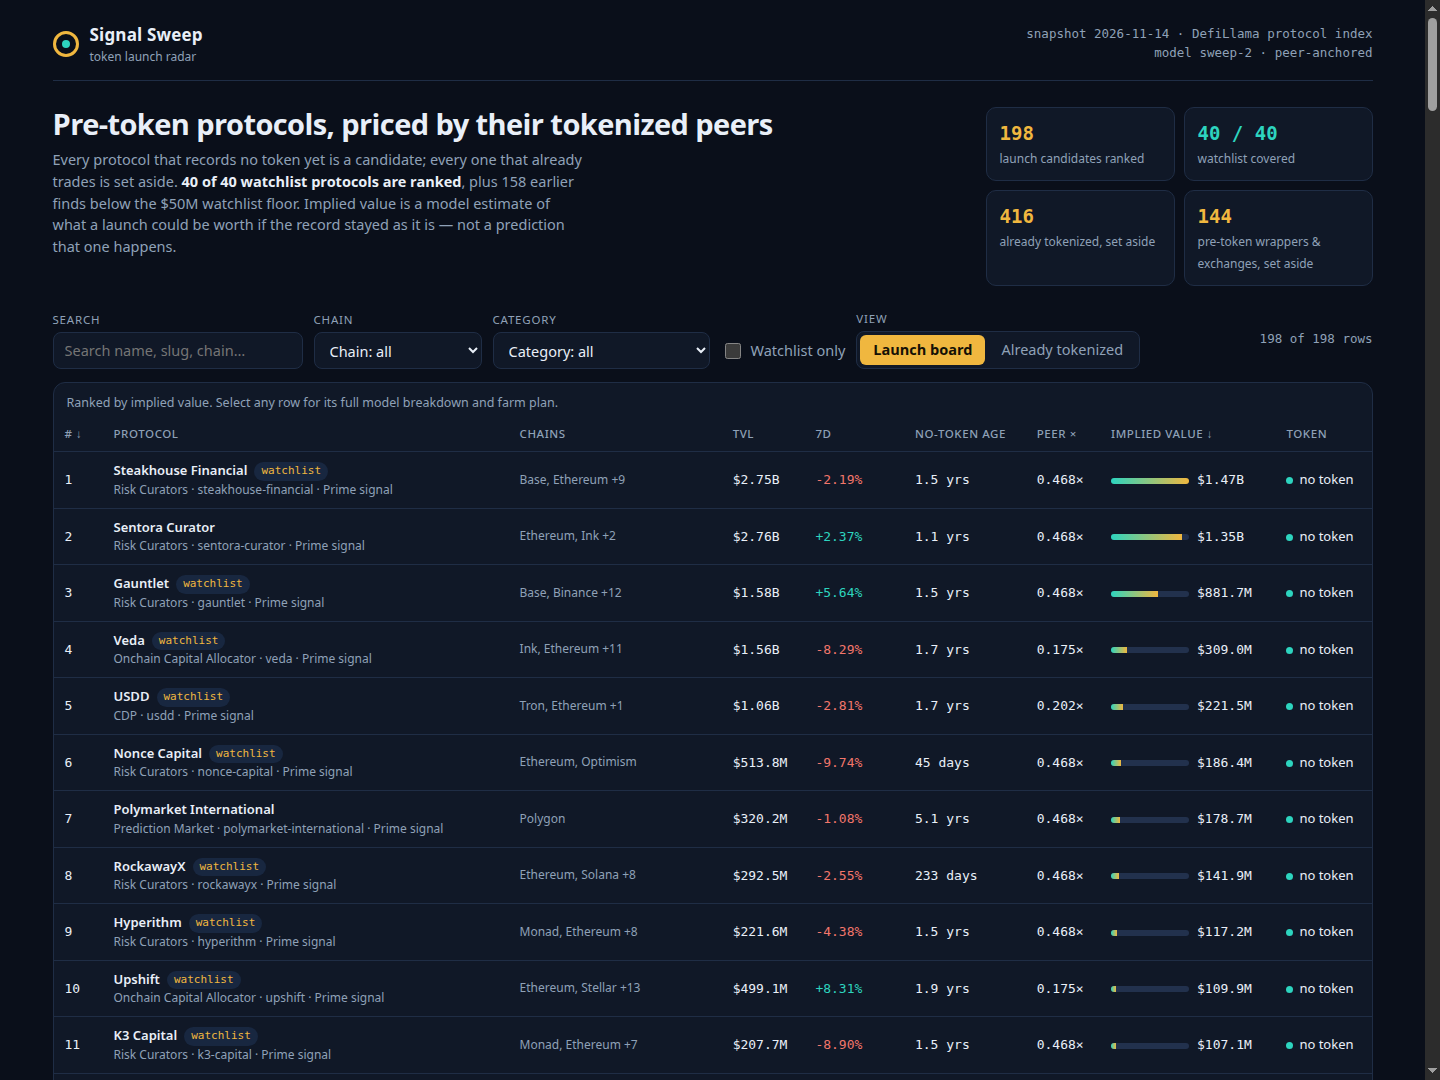 Signal Sweep
token launch radar
snapshot 2026-11-14 · DefiLlama protocol index
model sweep-2 · peer-anchored
Pre-token protocols, priced by their tokenized peers
Every protocol that records no token yet is a candidate; every one that already
trades is set aside. 40 of 40 watchlist protocols are ranked, plus 158 earlier
finds below the $50M watchlist floor. Implied value is a model estimate of
what a launch could be worth if the record stayed as it is — not a prediction
that one happens.
198
launch candidates ranked
40 / 40
watchlist covered
416
already tokenized, set aside
144
pre-token wrappers &
exchanges, set aside
SEARCH
CHAIN
CATEGORY
VIEW
Search name, slug, chain...
Chain: all
Category: all
Watchlist only
Launch board
Already tokenized
198 of 198 rows
Ranked by implied value. Select any row for its full model breakdown and farm plan.
# ↓ PROTOCOL CHAINS TVL 7D NO-TOKEN AGE PEER × IMPLIED VALUE ↓ TOKEN
1 Steakhouse Financial watchlist Base, Ethereum +9 $2.75B -2.19% 1.5 yrs 0.468× $1.47B no token
Risk Curators · steakhouse-financial · Prime signal
2 Sentora Curator Ethereum, Ink +2 $2.76B +2.37% 1.1 yrs 0.468× $1.35B no token
Risk Curators · sentora-curator · Prime signal
3 Gauntlet watchlist Base, Binance +12 $1.58B +5.64% 1.5 yrs 0.468× $881.7M no token
Risk Curators · gauntlet · Prime signal
4 Veda watchlist Ink, Ethereum +11 $1.56B -8.29% 1.7 yrs 0.175× $309.0M no token
Onchain Capital Allocator · veda · Prime signal
5 USDD watchlist Tron, Ethereum +1 $1.06B -2.81% 1.7 yrs 0.202× $221.5M no token
CDP · usdd · Prime signal
6 Nonce Capital watchlist Ethereum, Optimism $513.8M -9.74% 45 days 0.468× $186.4M no token
Risk Curators · nonce-capital · Prime signal
7 Polymarket International Polygon $320.2M -1.08% 5.1 yrs 0.468× $178.7M no token
Prediction Market · polymarket-international · Prime signal
8 RockawayX watchlist Ethereum, Solana +8 $292.5M -2.55% 233 days 0.468× $141.9M no token
Risk Curators · rockawayx · Prime signal
9 Hyperithm watchlist Monad, Ethereum +8 $221.6M -4.38% 1.5 yrs 0.468× $117.2M no token
Risk Curators · hyperithm · Prime signal
10 Upshift watchlist Ethereum, Stellar +13 $499.1M +8.31% 1.9 yrs 0.175× $109.9M no token
Onchain Capital Allocator · upshift · Prime signal
11 K3 Capital watchlist Monad, Ethereum +7 $207.7M -8.90% 1.5 yrs 0.468× $107.1M no token
Risk Curators · k3-capital · Prime signal